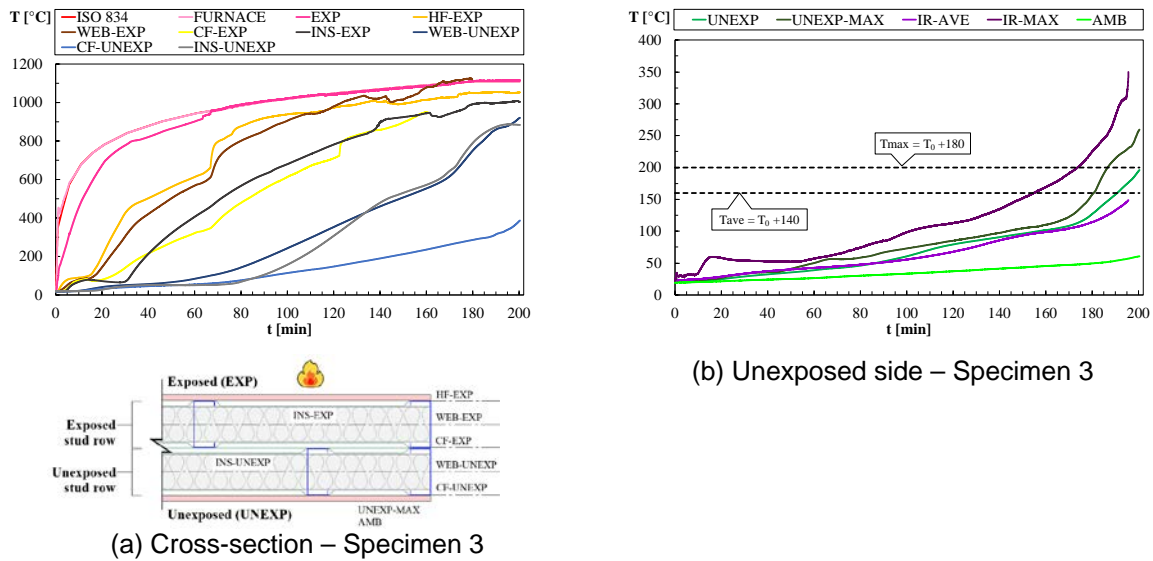 T [°C]
ISO 834 FURNACE EXP HF-EXP
WEB-EXP CF-EXP INS-EXP WEB-UNEXP
CF-UNEXP INS-UNEXP
1200
1000
800
600
400
200
0
0 20 40 60 80 100 120 140 160 180 200
t [min]
Exposed (EXP)
HF-EXP
INS-EXP
WEB-EXP
Exposed
stud row
CF-EXP
INS-UNEXP
WEB-UNEXP
Unexposed
stud row
CF-UNEXP
Unexposed (UNEXP)
UNEXP-MAX
AMB
(a) Cross-section – Specimen 3
T [°C]
UNEXP UNEXP-MAX IR-AVE IR-MAX AMB
400
350
300
250
200
150
100
50
0
Tmax = T₀ +180
Tave = T₀ +140
0 20 40 60 80 100 120 140 160 180 200
t [min]
(b) Unexposed side – Specimen 3